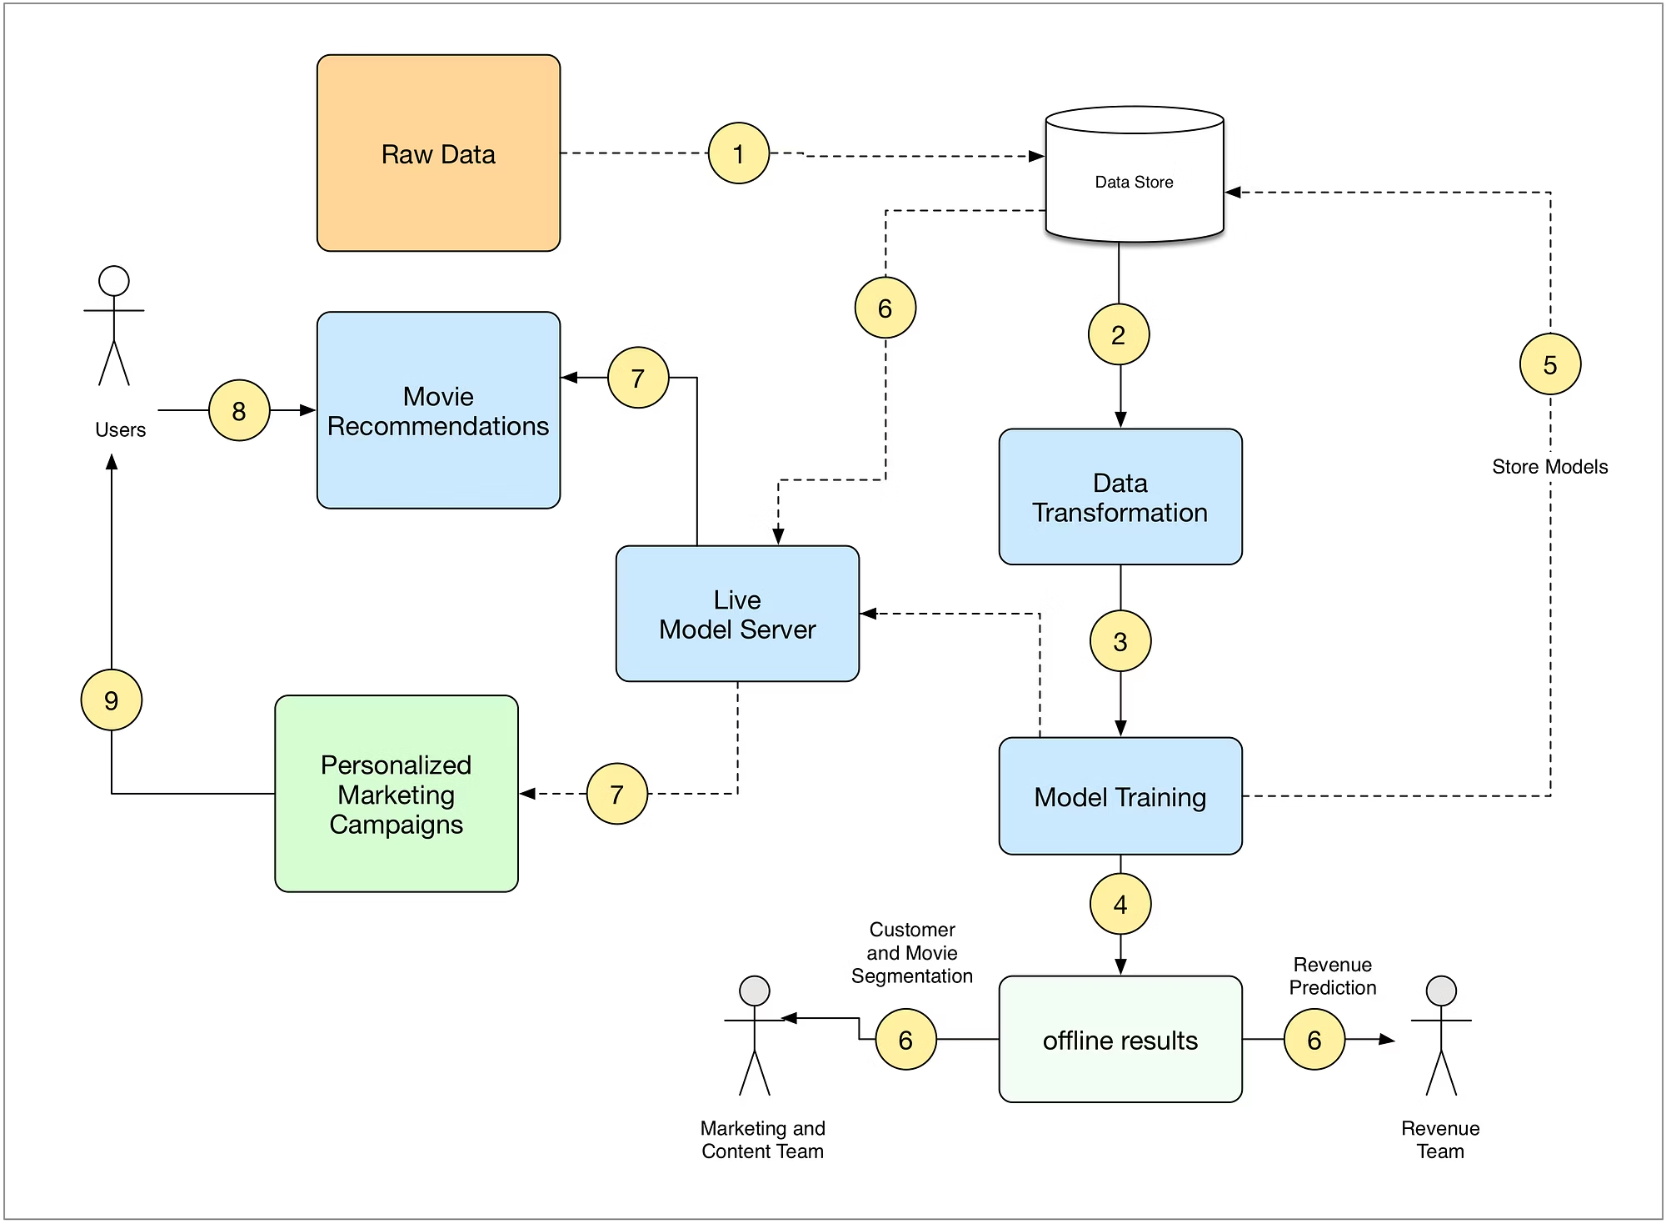 Raw Data
1
Data Store
6
2
5
Users
8
Movie
Recommendations
7
Data
Transformation
Store Models
Live
Model Server
3
9
Personalized
Marketing
Campaigns
7
Model Training
4
Customer
and Movie
Segmentation
6
offline results
Revenue
Prediction
6
Marketing and
Content Team
Revenue
Team